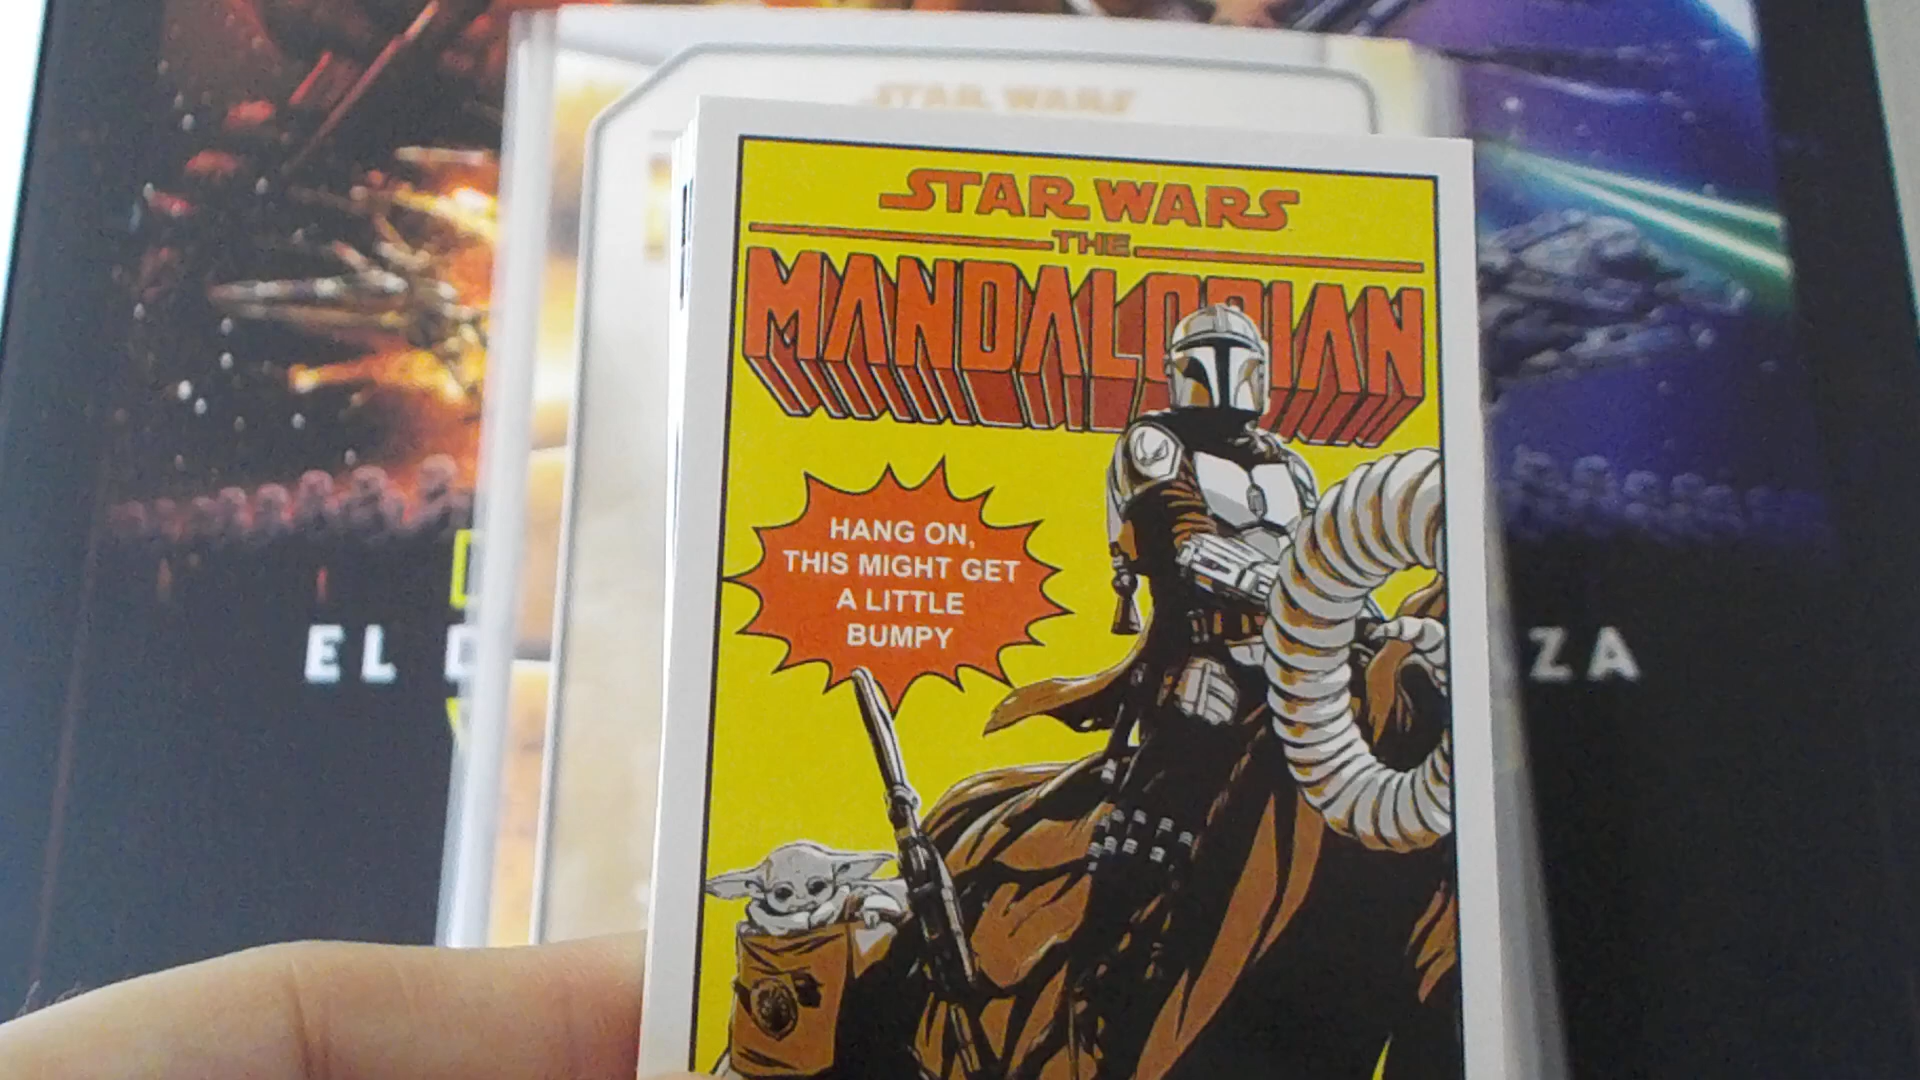 STAR WARS
STAR WARS
THE
MANDALORIAN
HANG ON,
THIS MIGHT GET
A LITTLE
BUMPY
EL
ZA